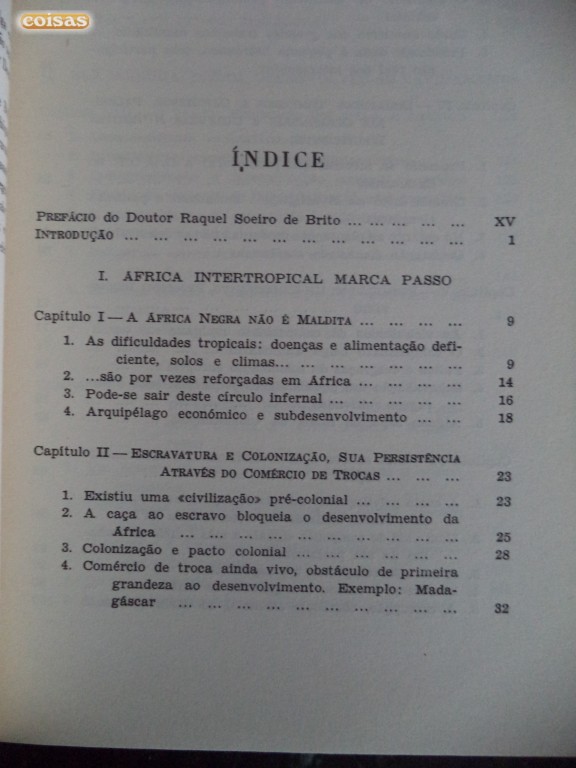 coisas
ÍNDICE
PREFÁCIO do Doutor Raquel Soeiro de Brito ... ... ... ... ... XV
INTRODUÇÃO ... ... ... ... ... ... ... ... ... ... ... ... 1
I. AFRICA INTERTROPICAL MARCA PASSO
Capítulo I — A AFRICA NEGRA NÃO É MALDITA ... ... ... ... 9
1. As dificuldades tropicais: doenças e alimentação defi-
ciente, solos e climas... ... ... ... ... ... ... 9
2. ...são por vezes reforçadas em Africa ... ... ... ... 14
3. Pode-se sair deste círculo infernal ... ... ... ... ... 16
4. Arquipélago económico e subdesenvolvimento ... ... 18
Capítulo II — ESCRAVATURA E COLONIZAÇÃO, SUA PERSISTÊNCIA
ATRAVÉS DO COMÉRCIO DE TROCAS ... ... ... 23
1. Existiu uma «civilização» pré-colonial ... ... ... ... 23
2. A caça ao escravo bloqueia o desenvolvimento da
Africa ... ... ... ... ... ... ... ... ... ... 25
3. Colonização e pacto colonial ... ... ... ... ... ... 28
4. Comércio de troca ainda vivo, obstáculo de primeira
grandeza ao desenvolvimento. Exemplo: Mada-
gáscar ... ... ... ... ... ... ... ... ... ... 32